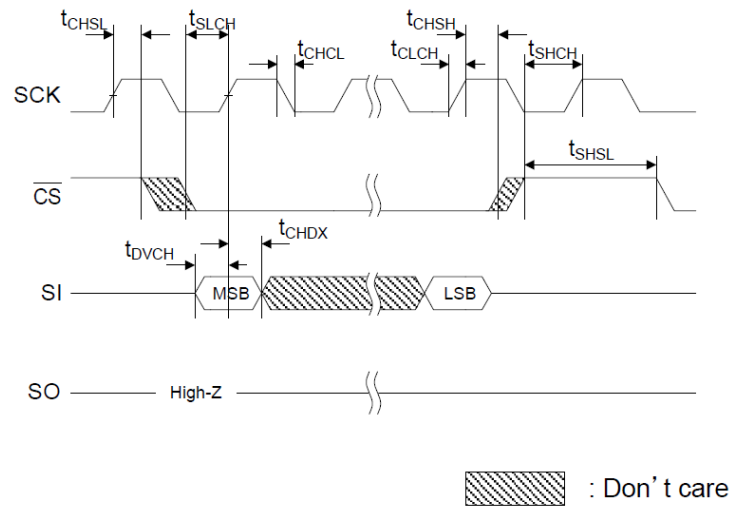 tCHSL
tSLCH
tCHSH
tCHCL
tCLCH
tSHCH
SCK
tSHSL
CS
tCHDX
tDVCH
SI
MSB
LSB
SO
High-Z
: Don't care